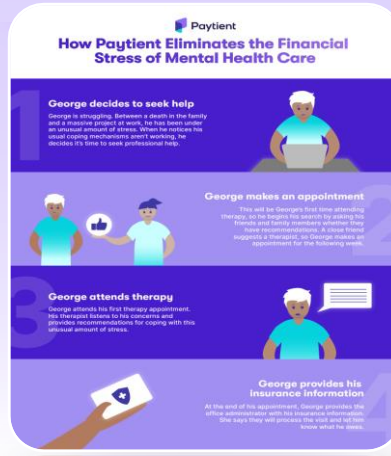 Paytient
How Paytient Eliminates the Financial
Stress of Mental Health Care
1
George decides to seek help
George is struggling. Between a death in the family
and a massive project at work, he has been under
an unusual amount of stress. When he notices his
usual coping mechanisms aren't working, he
decides it's time to seek professional help.
2
George makes an appointment
This will be George's first time attending
therapy, so he begins his search by asking his
friends and family members whether they
have recommendations. A close friend
suggests a therapist, so George makes an
appointment for the following week.
3
George attends therapy
George attends his first therapy appointment.
His therapist listens to his concerns and
provides recommendations for coping with this
unusual amount of stress.
4
George provides his
insurance information
At the end of his appointment, George provides the
office administrator with his insurance information.
She says they will process the visit and let him
know what he owes.